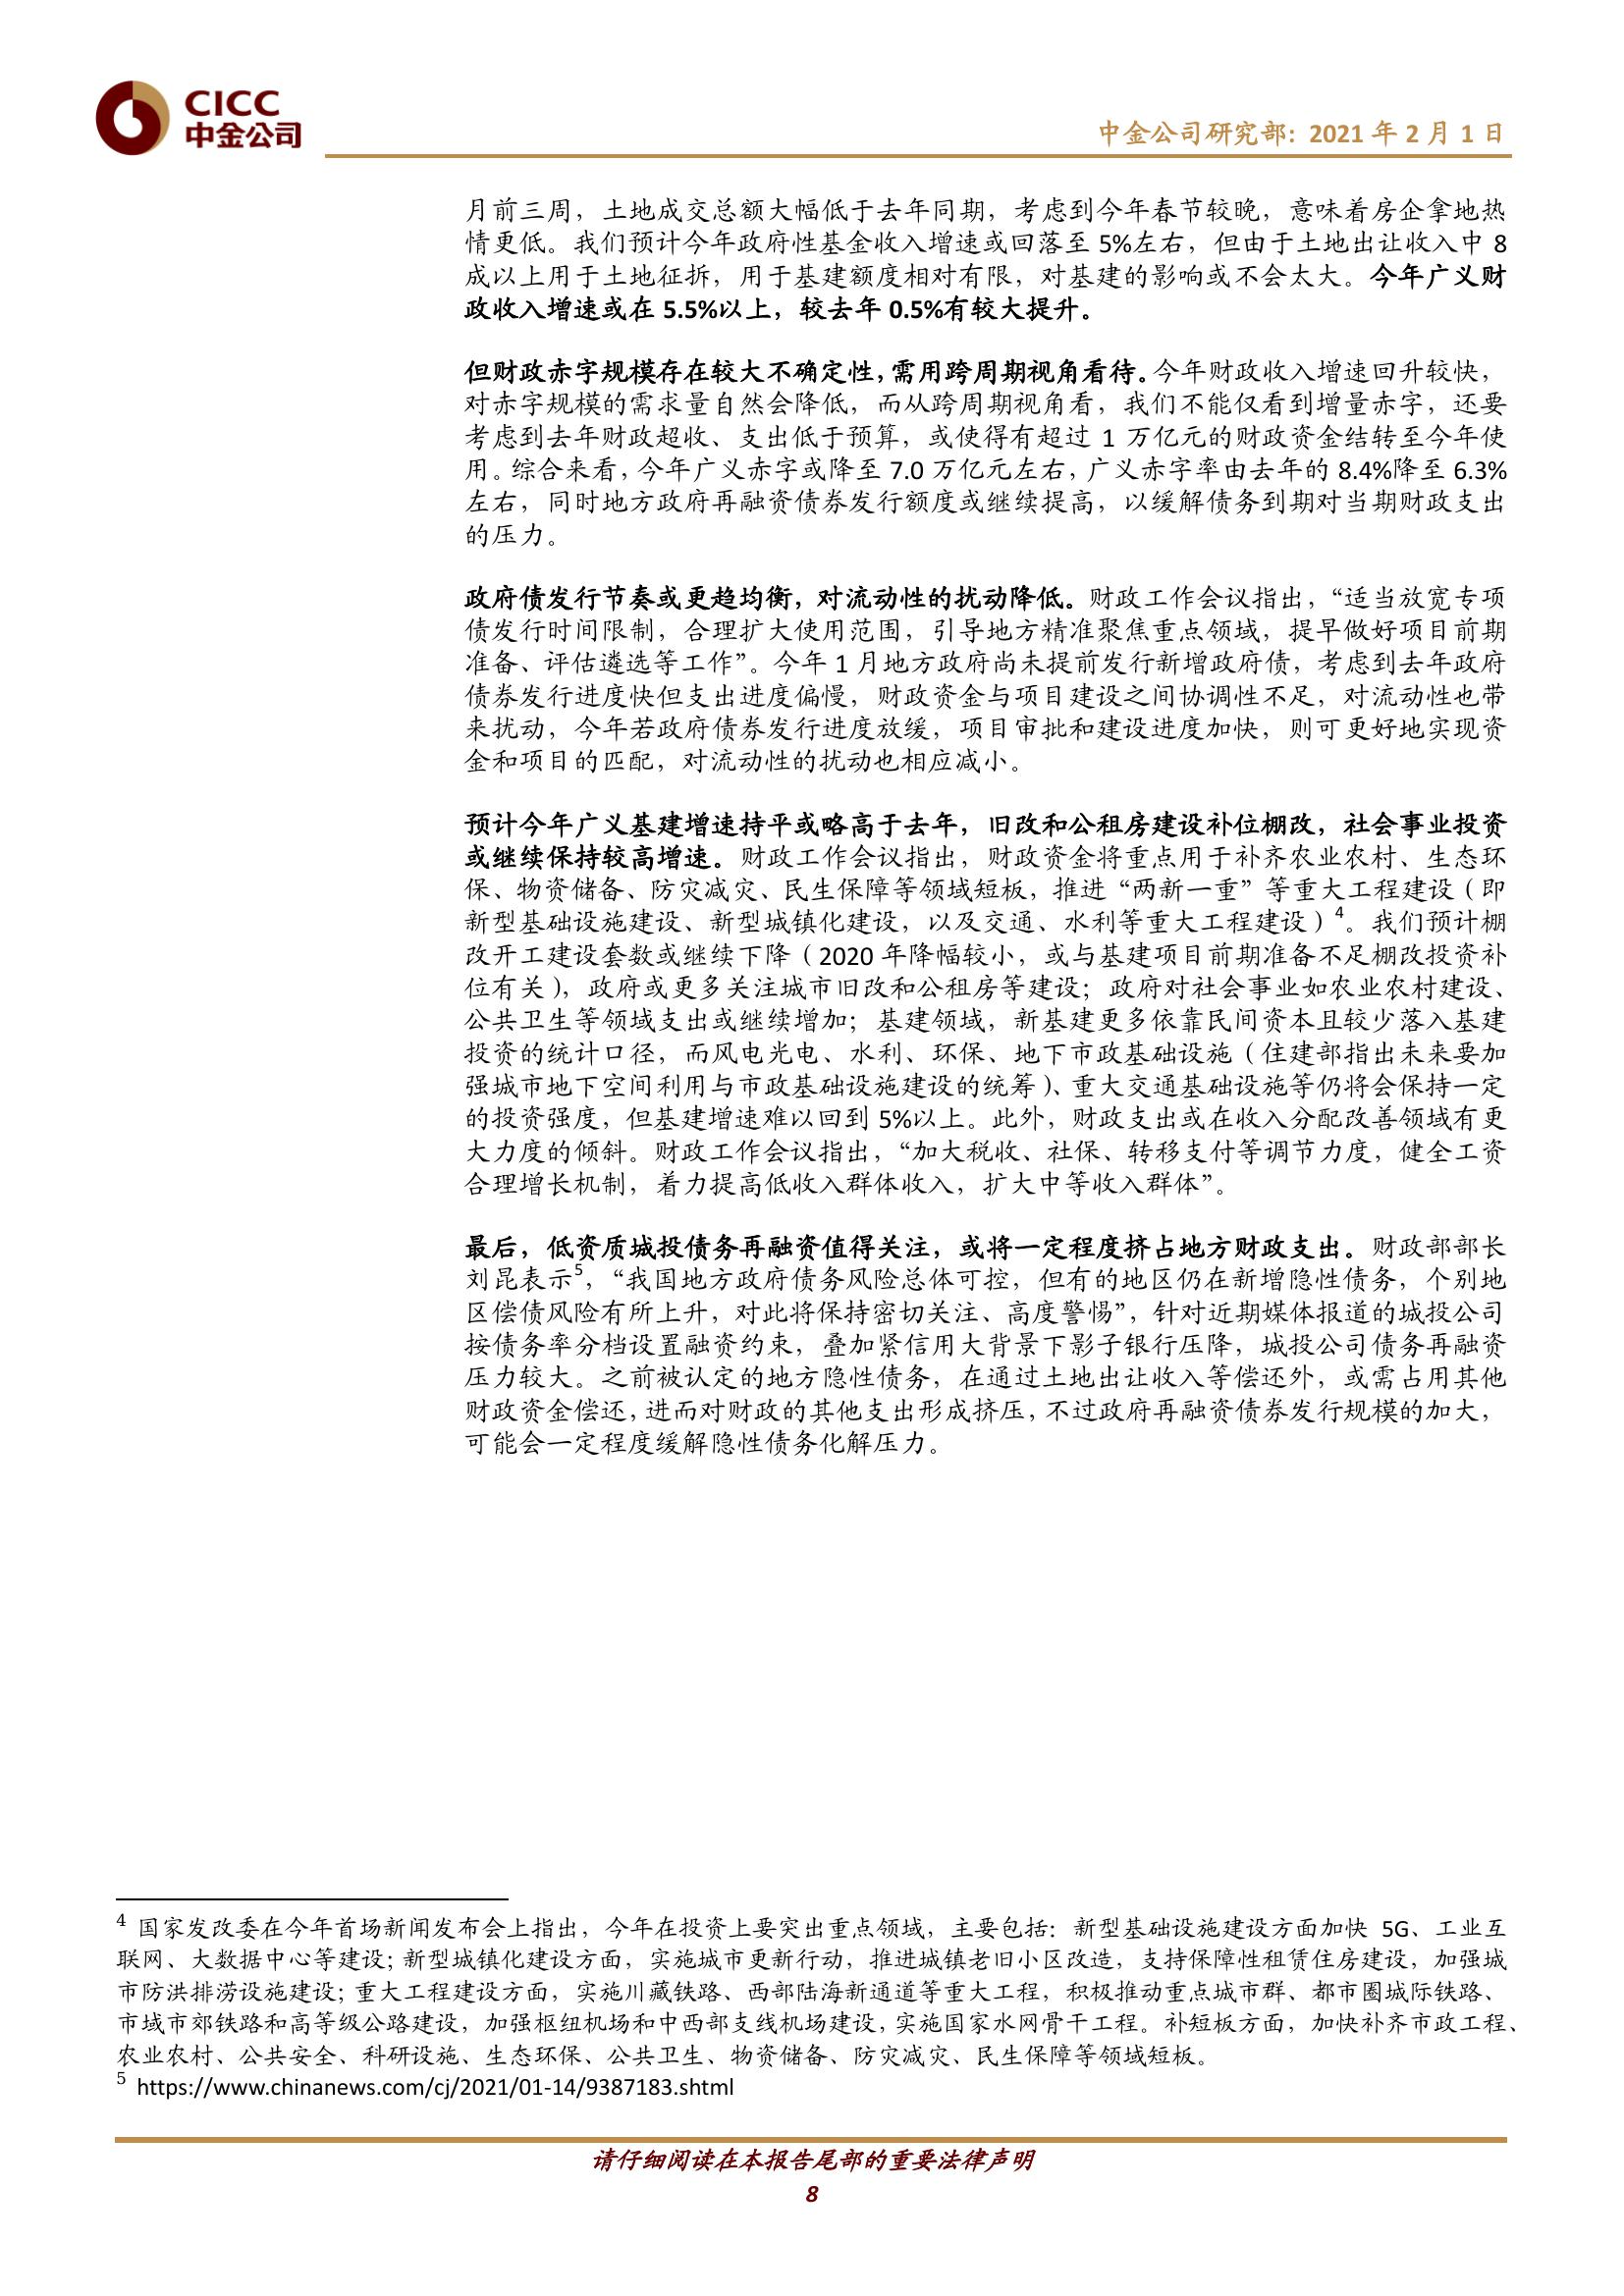 CICC
中金公司
中金公司研究部：2021 年 2 月 1 日
月前三周，土地成交总额大幅低于去年同期，考虑到今年春节较晚，意味着房企拿地热
情更低。我们预计今年政府性基金收入增速或回落至 5%左右，但由于土地出让收入中 8
成以上用于土地征拆，用于基建额度相对有限，对基建的影响或不会太大。今年广义财
政收入增速或在 5.5%以上，较去年 0.5%有较大提升。
但财政赤字规模存在较大不确定性，需用跨周期视角看待。今年财政收入增速回升较快，
对赤字规模的需求量自然会降低，而从跨周期视角看，我们不能仅看到增量赤字，还要
考虑到去年财政超收、支出低于预算，或使得有超过 1 万亿元的财政资金结转至今年使
用。综合来看，今年广义赤字或降至 7.0 万亿元左右，广义赤字率由去年的 8.4%降至 6.3%
左右，同时地方政府再融资债券发行额度或继续提高，以缓解债务到期对当期财政支出
的压力。
政府债发行节奏或更趋均衡，对流动性的扰动降低。财政工作会议指出，“适当放宽专项
债发行时间限制，合理扩大使用范围，引导地方精准聚焦重点领域，提早做好项目前期
准备、评估遴选等工作”。今年 1 月地方政府尚未提前发行新增政府债，考虑到去年政府
债券发行进度快但支出进度偏慢，财政资金与项目建设之间协调性不足，对流动性也带
来扰动，今年若政府债券发行进度放缓，项目审批和建设进度加快，则可更好地实现资
金和项目的匹配，对流动性的扰动也相应减小。
预计今年广义基建增速持平或略高于去年，旧改和公租房建设补位棚改，社会事业投资
或继续保持较高增速。财政工作会议指出，财政资金将重点用于补齐农业农村、生态环
保、物资储备、防灾减灾、民生保障等领域短板，推进“两新一重”等重大工程建设（即
新型基础设施建设、新型城镇化建设，以及交通、水利等重大工程建设）4。我们预计棚
改开工建设套数或继续下降（2020 年降幅较小，或与基建项目前期准备不足棚改投资补
位有关），政府或更多关注城市旧改和公租房等建设；政府对社会事业如农业农村建设、
公共卫生等领域支出或继续增加；基建领域，新基建更多依靠民间资本且较少落入基建
投资的统计口径，而风电光电、水利、环保、地下市政基础设施（住建部指出未来要加
强城市地下空间利用与市政基础设施建设的统筹）、重大交通基础设施等仍将会保持一定
的投资强度，但基建增速难以回到 5%以上。此外，财政支出或在收入分配改善领域有更
大力度的倾斜。财政工作会议指出，“加大税收、社保、转移支付等调节力度，健全工资
合理增长机制，着力提高低收入群体收入，扩大中等收入群体”。
最后，低资质城投债务再融资值得关注，或将一定程度挤占地方财政支出。财政部部长
刘昆表示5，“我国地方政府债务风险总体可控，但有的地区仍在新增隐性债务，个别地
区偿债风险有所上升，对此将保持密切关注、高度警惕”，针对近期媒体报道的城投公司
按债务率分档设置融资约束，叠加紧信用大背景下影子银行压降，城投公司债务再融资
压力较大。之前被认定的地方隐性债务，在通过土地出让收入等偿还外，或需占用其他
财政资金偿还，进而对财政的其他支出形成挤压，不过政府再融资债券发行规模的加大，
可能会一定程度缓解隐性债务化解压力。
4 国家发改委在今年首场新闻发布会上指出，今年在投资上要突出重点领域，主要包括：新型基础设施建设方面加快 5G、工业互
联网、大数据中心等建设；新型城镇化建设方面，实施城市更新行动，推进城镇老旧小区改造，支持保障性租赁住房建设，加强城
市防洪排涝设施建设；重大工程建设方面，实施川藏铁路、西部陆海新通道等重大工程，积极推动重点城市群、都市圈城际铁路、
市域市郊铁路和高等级公路建设，加强枢纽机场和中西部支线机场建设，实施国家水网骨干工程。补短板方面，加快补齐市政工程、
农业农村、公共安全、科研设施、生态环保、公共卫生、物资储备、防灾减灾、民生保障等领域短板。
5 https://www.chinanews.com/cj/2021/01-14/9387183.shtml
请仔细阅读在本报告尾部的重要法律声明
8